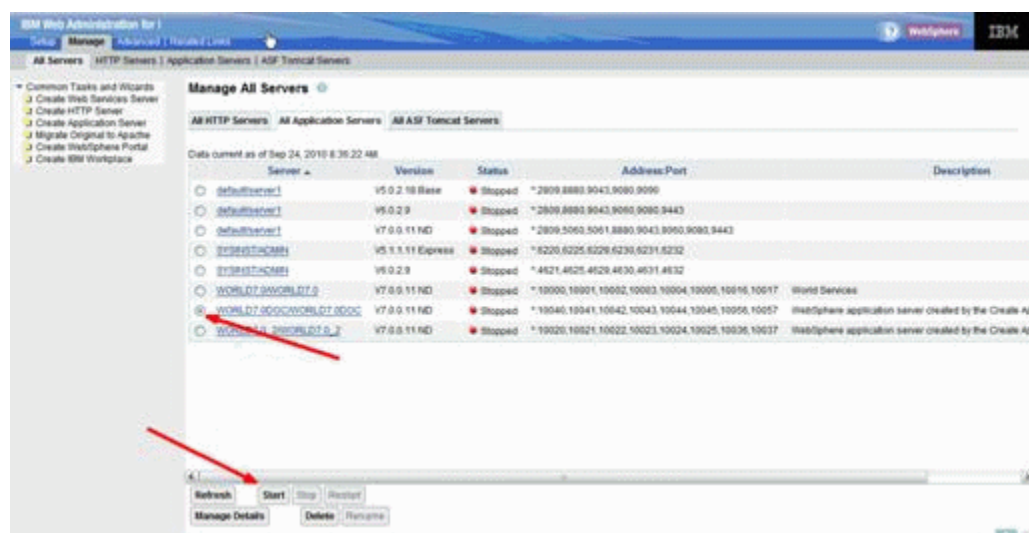 IBM Web Administration for i
Setup Manage Advanced | Related Links
WebSphere
IBM
All Servers HTTP Servers | Application Servers | ASF Tomcat Servers
Common Tasks and Wizards
Create Web Services Server
Create HTTP Server
Create Application Server
Migrate Original to Apache
Create WebSphere Portal
Create IBM Workplace
Manage All Servers
All HTTP Servers All Application Servers All ASF Tomcat Servers
Data current as of Sep 24, 2010 8:36:22 AM.
Server Version Status Address:Port Description
default/server1 V5.0.2.18 Base Stopped *:2809,8880,9043,9080,9090
default/server1 V6.0.2.9 Stopped *:2809,8880,9043,9060,9080,9443
default/server1 V7.0.0.11 ND Stopped *:2809,5060,5061,8880,9043,9060,9080,9443
SYSINST/ADMIN V5.1.1.11 Express Stopped *:6220,6225,6229,6230,6231,6232
SYSINST/ADMIN V6.0.2.9 Stopped *:4621,4625,4629,4630,4631,4632
WORLD7.0/WORLD7.0 V7.0.0.11 ND Stopped *:10000,10001,10002,10003,10004,10005,10016,10017 World Services
WORLD7.0DOC/WORLD7.0DOC V7.0.0.11 ND Stopped *:10040,10041,10042,10043,10044,10045,10056,10057 WebSphere application server created by the Create A
WORLD7.0_2/WORLD7.0_2 V7.0.0.11 ND Stopped *:10020,10021,10022,10023,10024,10025,10036,10037 WebSphere application server created by the Create A
Refresh Start Stop Restart
Manage Details Delete Rename